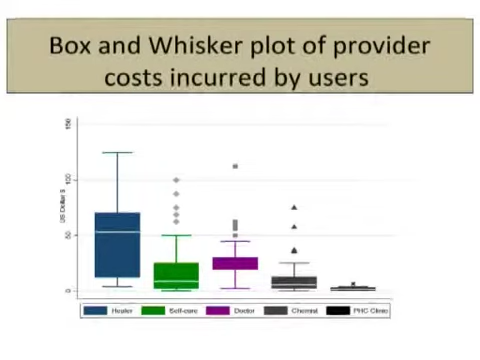 Box and Whisker plot of provider
costs incurred by users
150
100
50
0
US Dollar $
Healer Self-care Doctor Chemist PHC Clinic